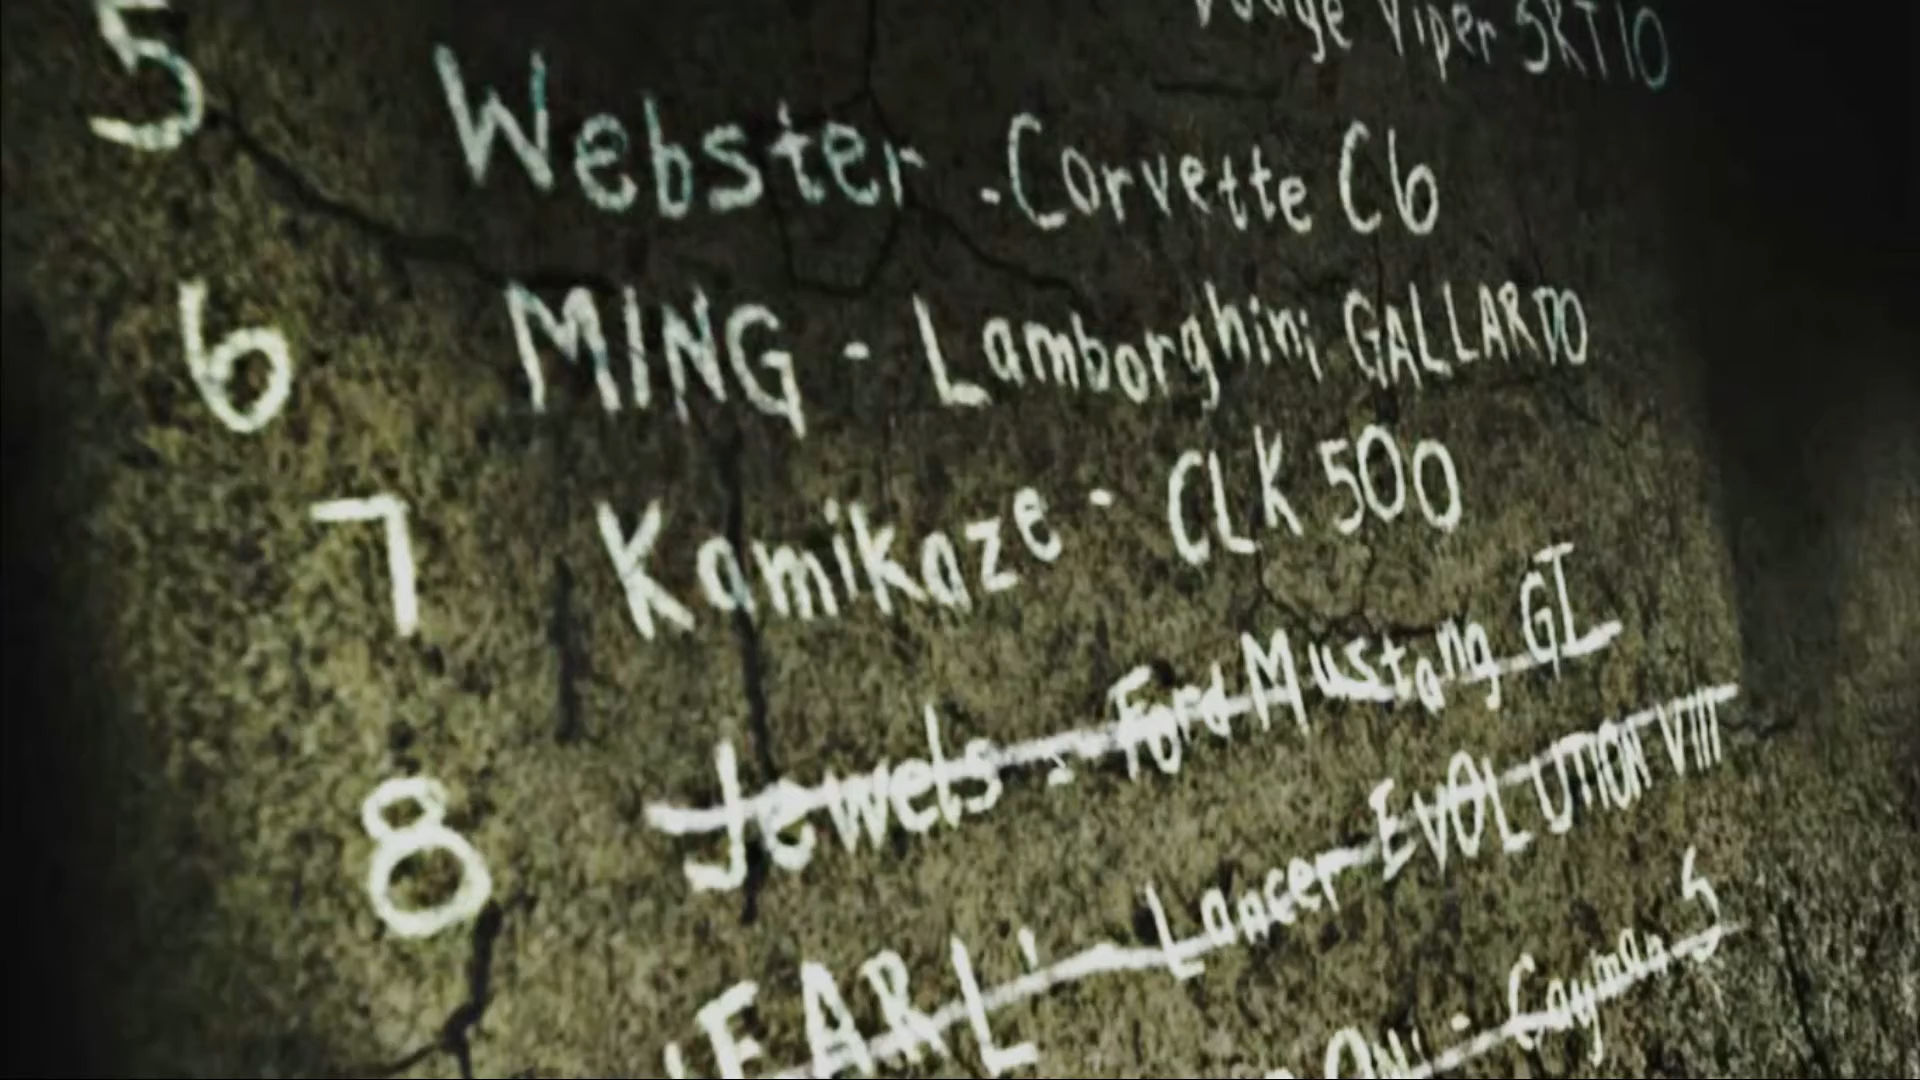 Viper SRT10
5 Webster - Corvette C6
6 MING - Lamborghini GALLARDO
7 Kamikaze - CLK 500
8 Jewels - Ford Mustang GT
EARL - Lancer EVOLUTION VIII
- Cayman S